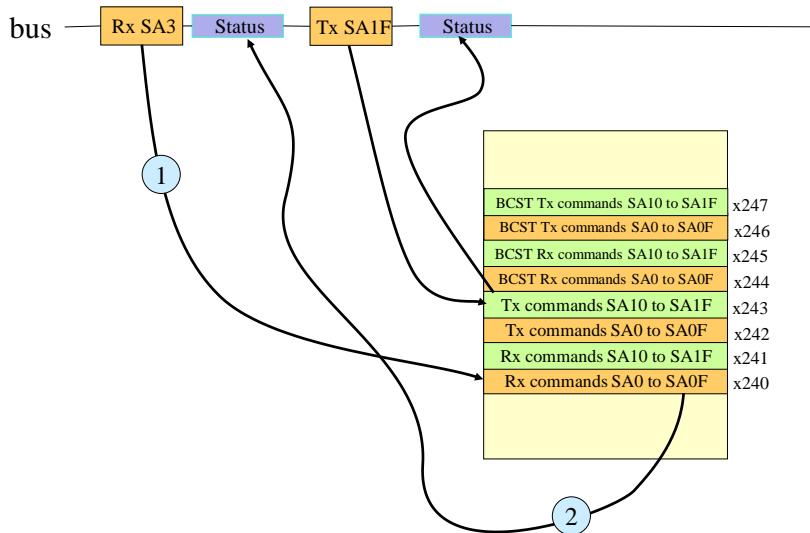 bus
Rx SA3
Status
Tx SA1F
Status
1
BCST Tx commands SA10 to SA1F x247
BCST Tx commands SA0 to SA0F x246
BCST Rx commands SA10 to SA1F x245
BCST Rx commands SA0 to SA0F x244
Tx commands SA10 to SA1F x243
Tx commands SA0 to SA0F x242
Rx commands SA10 to SA1F x241
Rx commands SA0 to SA0F x240
2